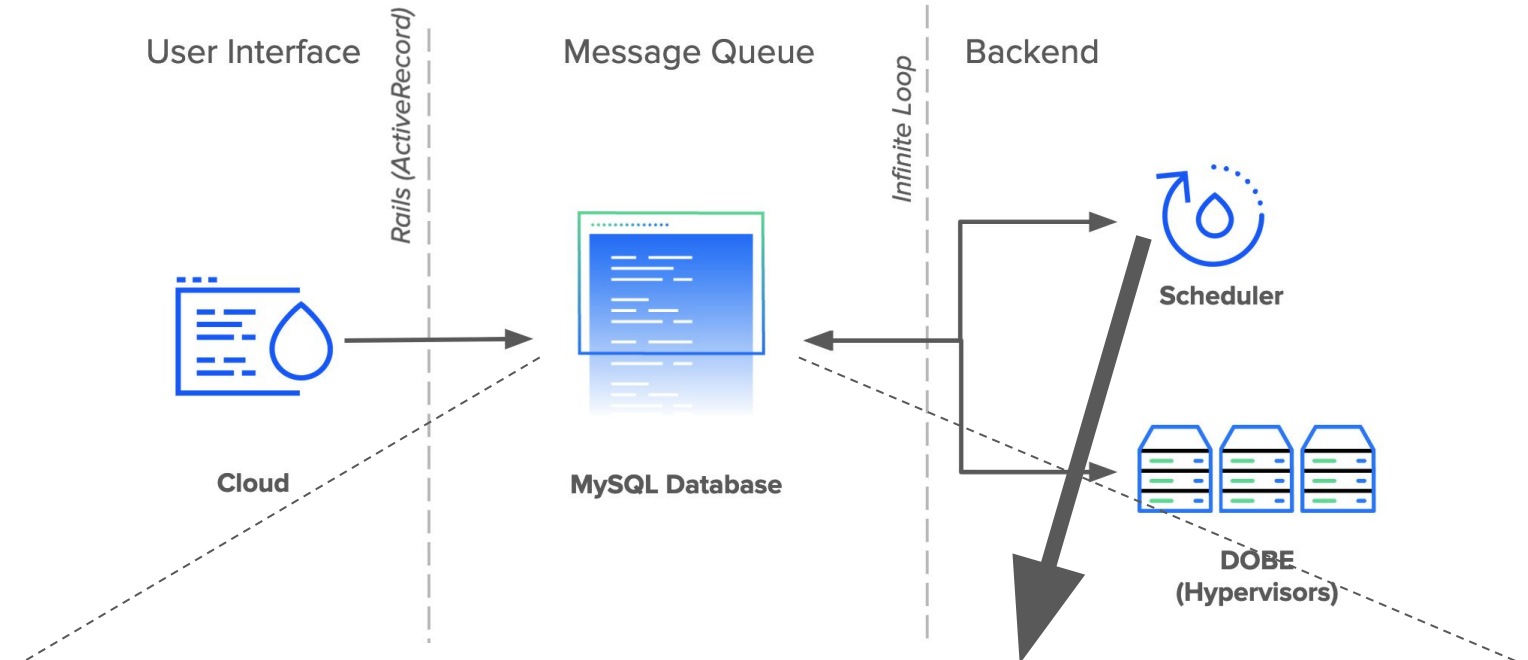 User Interface
Rails (ActiveRecord)
Message Queue
Infinite Loop
Backend
Scheduler
Cloud
MySQL Database
DOBE
(Hypervisors)